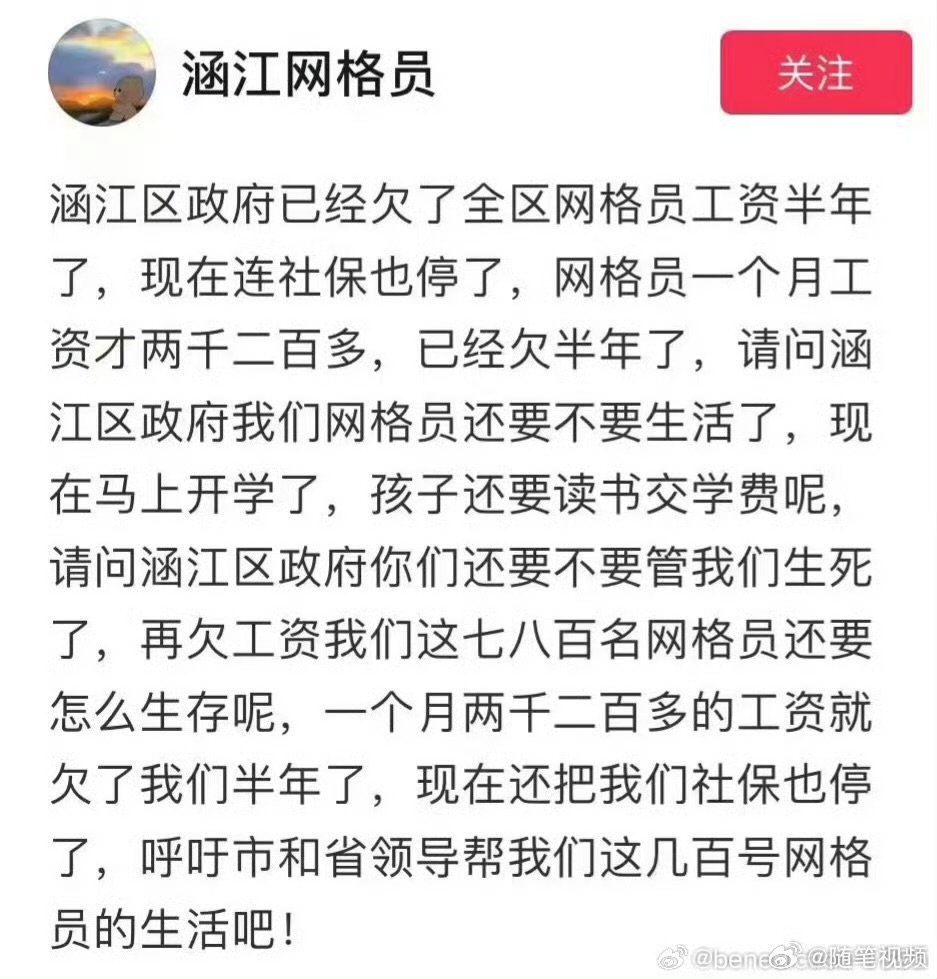 涵江网格员
关注
涵江区政府已经欠了全区网格员工资半年
了，现在连社保也停了，网格员一个月工
资才两千二百多，已经欠半年了，请问涵
江区政府我们网格员还要不要生活了，现
在马上开学了，孩子还要读书交学费呢，
请问涵江区政府你们还要不要管我们生死
了，再欠工资我们这七八百名网格员还要
怎么生存呢，一个月两千二百多的工资就
欠了我们半年了，现在还把我们社保也停
了，呼吁市和省领导帮我们这几百号网格
员的生活吧！
@随笔视频